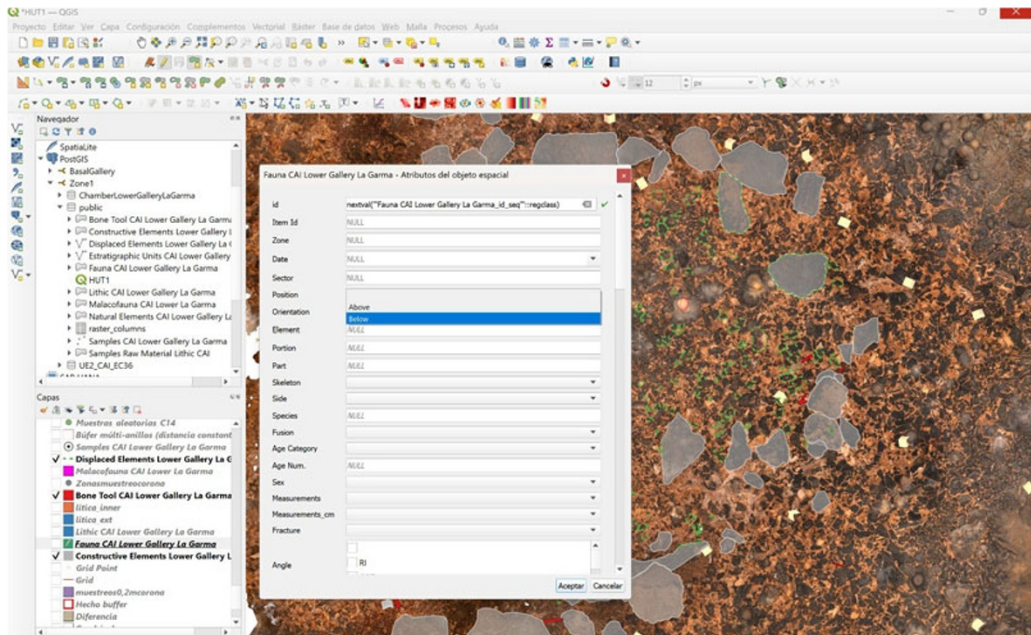 *HUT1 — QGIS
Proyecto Editar Ver Capa Configuración Complementos Vectorial Ráster Base de datos Web Malla Procesos Ayuda
12
px
Navegador
SpatiaLite
PostGIS
BasalGallery
Zone1
ChamberLowerGalleryLaGarma
public
Bone Tool CAI Lower Gallery La Garma
Constructive Elements Lower Gallery
Displaced Elements Lower Gallery La
Estratigraphic Units CAI Lower Gallery
Fauna CAI Lower Gallery La Garma
HUT1
Lithic CAI Lower Gallery La Garma
Malacofauna CAI Lower La Garma
Natural Elements CAI Lower Gallery La
raster_columns
Samples CAI Lower Gallery La Garma
Samples Raw Material Lithic CAI
UE2_CAI_EC36
Capas
Muestras aleatorias C14
Búfer múlti-anillos (distancia constant
Samples CAI Lower Gallery La Garma
Displaced Elements Lower Gallery La G
Malacofauna CAI Lower La Garma
Zonasmuestreocorona
Bone Tool CAI Lower Gallery La Garma
litica_inner
litica_ext
Lithic CAI Lower Gallery La Garma
Fauna CAI Lower Gallery La Garma
Constructive Elements Lower Gallery L
Grid Point
Grid
muestreos0,2mcorona
Hecho buffer
Diferencia
Fauna CAI Lower Gallery La Garma - Atributos del objeto espacial
id nextval('"Fauna CAI Lower Gallery La Garma_id_seq"'::regclass)
Item Id NULL
Zone NULL
Date NULL
Sector NULL
Position
Above
Orientation
Below
Element NULL
Portion NULL
Part NULL
Skeleton
Side
Species NULL
Fusion
Age Category
Age Num. NULL
Sex
Measurements
Measurements_cm
Fracture
Angle
RI
Aceptar Cancelar